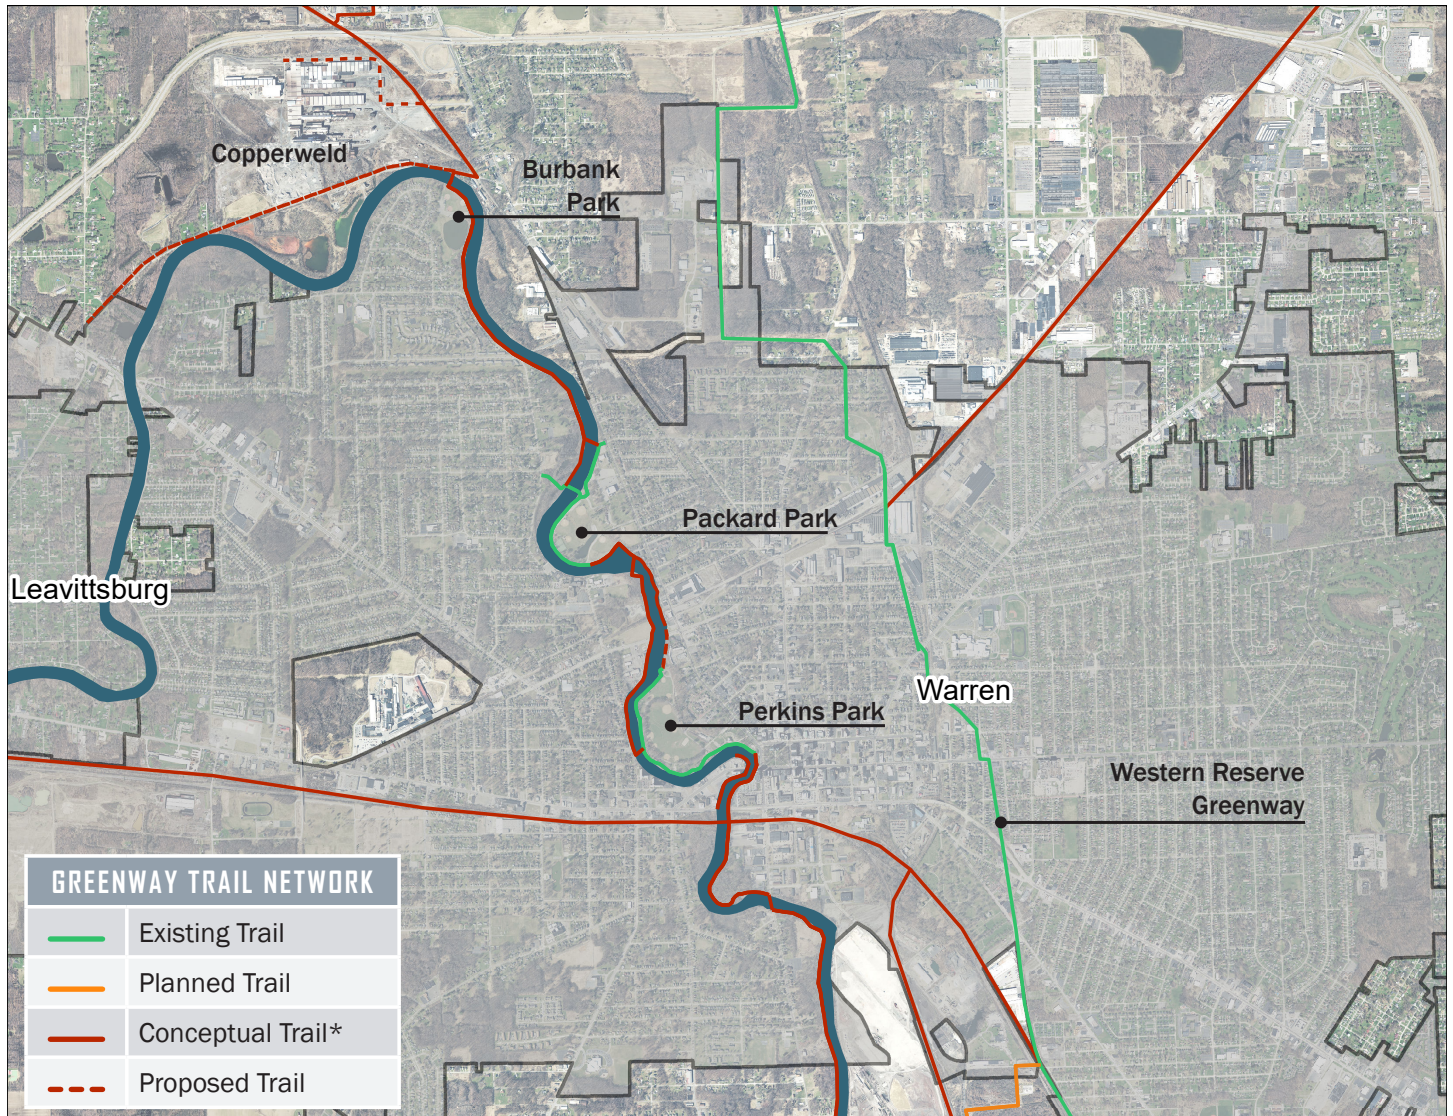 Copperweld
Burbank
Park
Packard Park
Leavittsburg
Warren
Perkins Park
Western Reserve
Greenway
GREENWAY TRAIL NETWORK
Existing Trail
Planned Trail
Conceptual Trail*
Proposed Trail